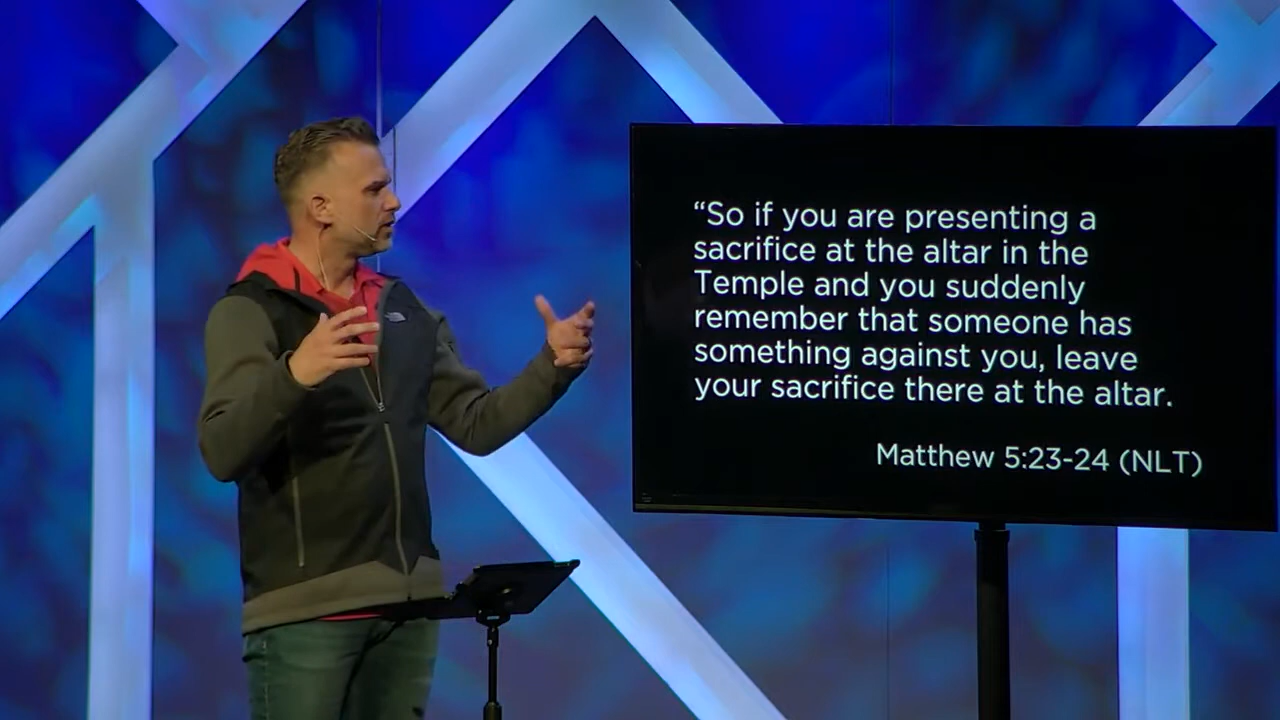 “So if you are presenting a
sacrifice at the altar in the
Temple and you suddenly
remember that someone has
something against you, leave
your sacrifice there at the altar.
Matthew 5:23-24 (NLT)